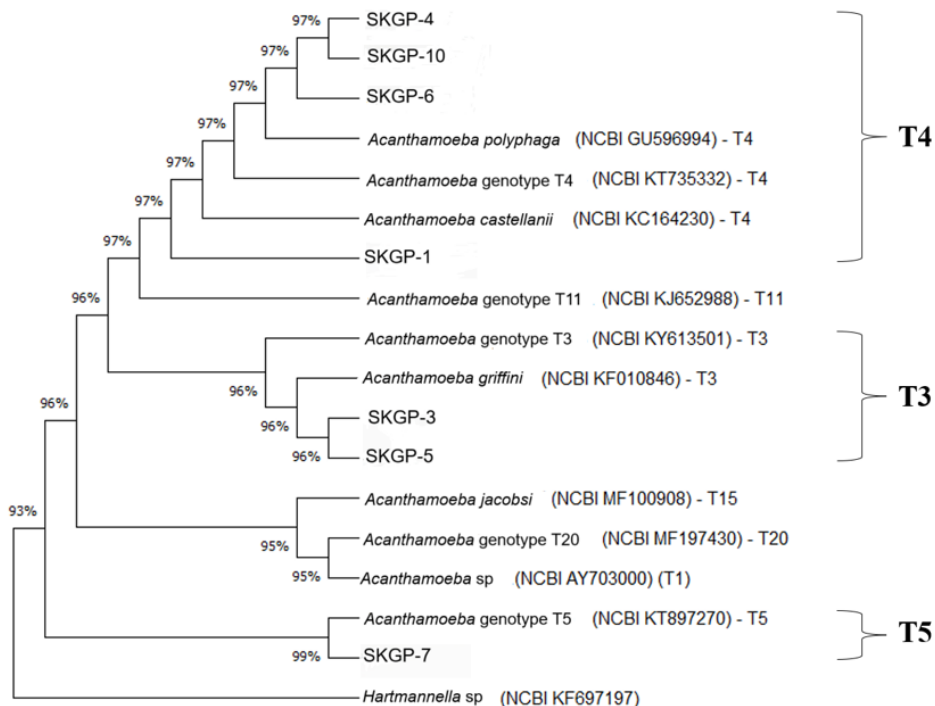 97% SKGP-4
97% SKGP-10
97% SKGP-6
97% Acanthamoeba polyphaga (NCBI GU596994) - T4
T4
97% Acanthamoeba genotype T4 (NCBI KT735332) - T4
97% Acanthamoeba castellanii (NCBI KC164230) - T4
97% SKGP-1
96% Acanthamoeba genotype T11 (NCBI KJ652988) - T11
Acanthamoeba genotype T3 (NCBI KY613501) - T3
96% Acanthamoeba griffini (NCBI KF010846) - T3
T3
96% 96% SKGP-3
96% SKGP-5
Acanthamoeba jacobsi (NCBI MF100908) - T15
93%
95% Acanthamoeba genotype T20 (NCBI MF197430) - T20
95% Acanthamoeba sp (NCBI AY703000) (T1)
Acanthamoeba genotype T5 (NCBI KT897270) - T5
T5
99% SKGP-7
Hartmannella sp (NCBI KF697197)